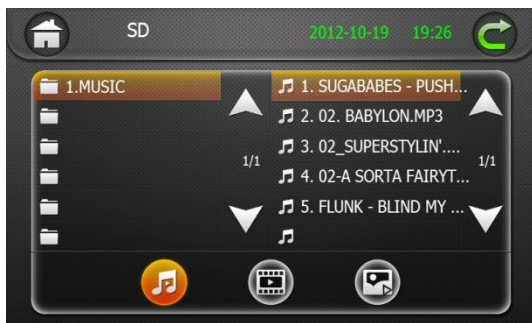 SD
2012-10-19 19:26
1.MUSIC
1/1
1. SUGABABES - PUSH...
2. 02. BABYLON.MP3
3. 02_SUPERSTYLIN'....
4. 02-A SORTA FAIRYT...
5. FLUNK - BLIND MY ...
1/1